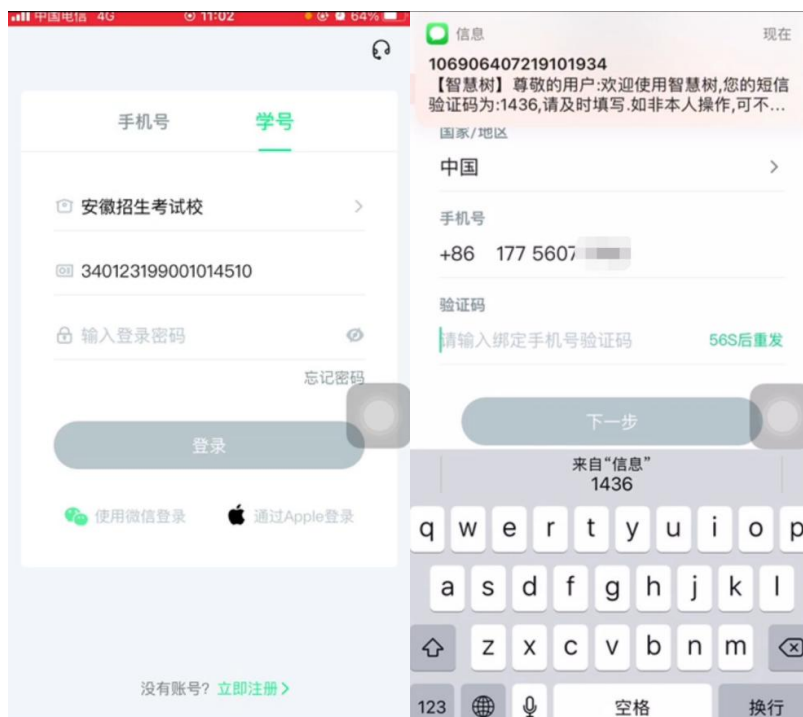 中国电信 4G 11:02 64%
手机号 学号
安徽招生考试校
340123199001014510
输入登录密码
忘记密码
登录
使用微信登录 通过Apple登录
没有账号? 立即注册
信息 现在
106906407219101934
【智慧树】尊敬的用户:欢迎使用智慧树,您的短信
验证码为:1436,请及时填写.如非本人操作,可不...
国家/地区
中国
手机号
+86 177 5607
验证码
请输入绑定手机号验证码 56S后重发
下一步
来自“信息”
1436
q w e r t y u i o p
a s d f g h j k l
z x c v b n m
123 空格 换行